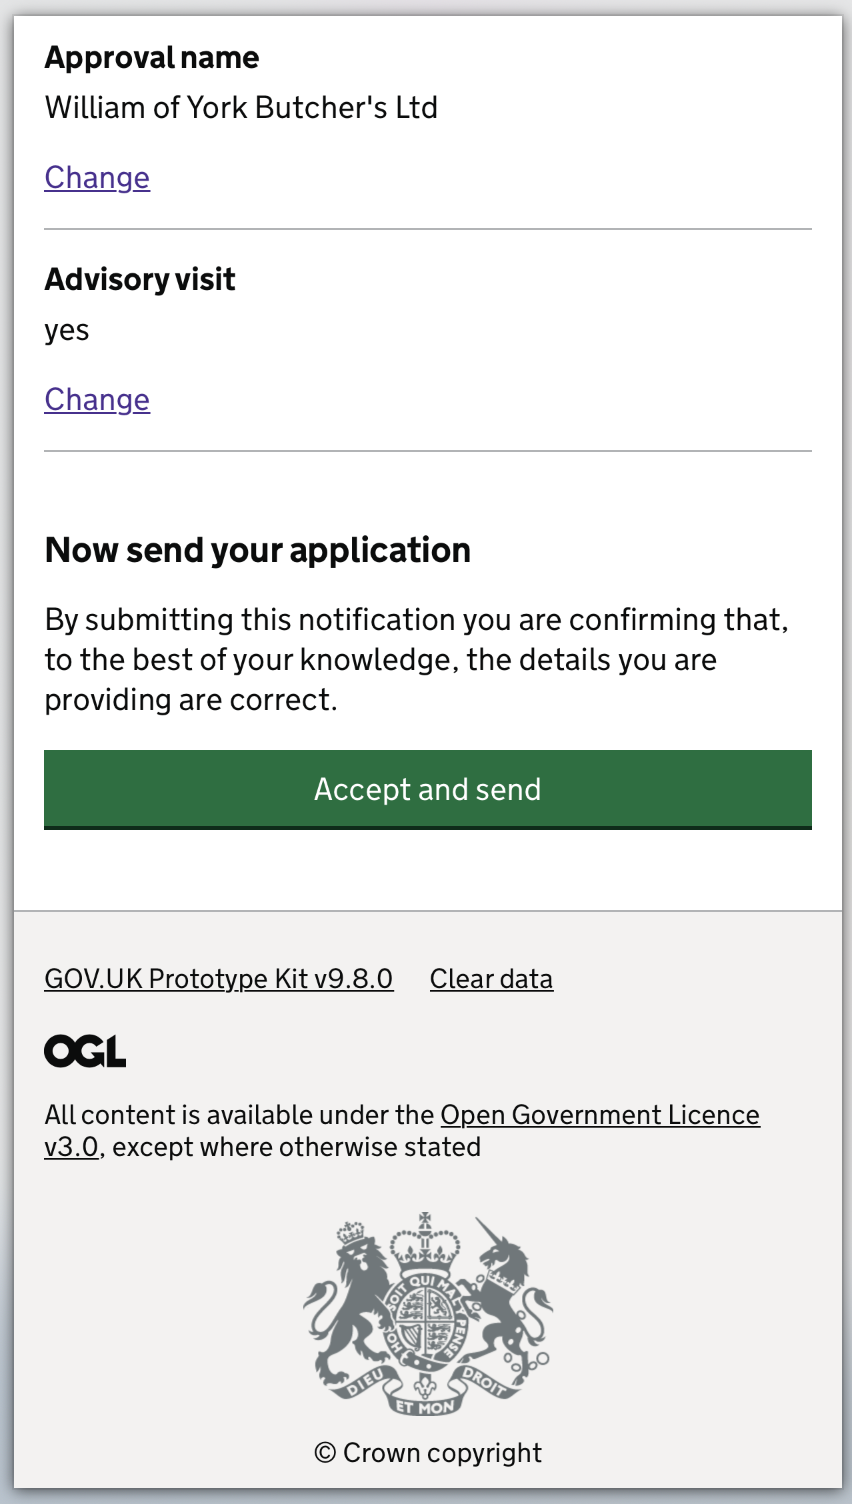 Approval name
William of York Butcher's Ltd
Change
Advisory visit
yes
Change
Now send your application
By submitting this notification you are confirming that,
to the best of your knowledge, the details you are
providing are correct.
Accept and send
GOV.UK Prototype Kit v9.8.0 Clear data
OGL
All content is available under the Open Government Licence
v3.0, except where otherwise stated
SOIT QUI MAL
PENSE
HO
DIEU
ET MON
DROIT
© Crown copyright